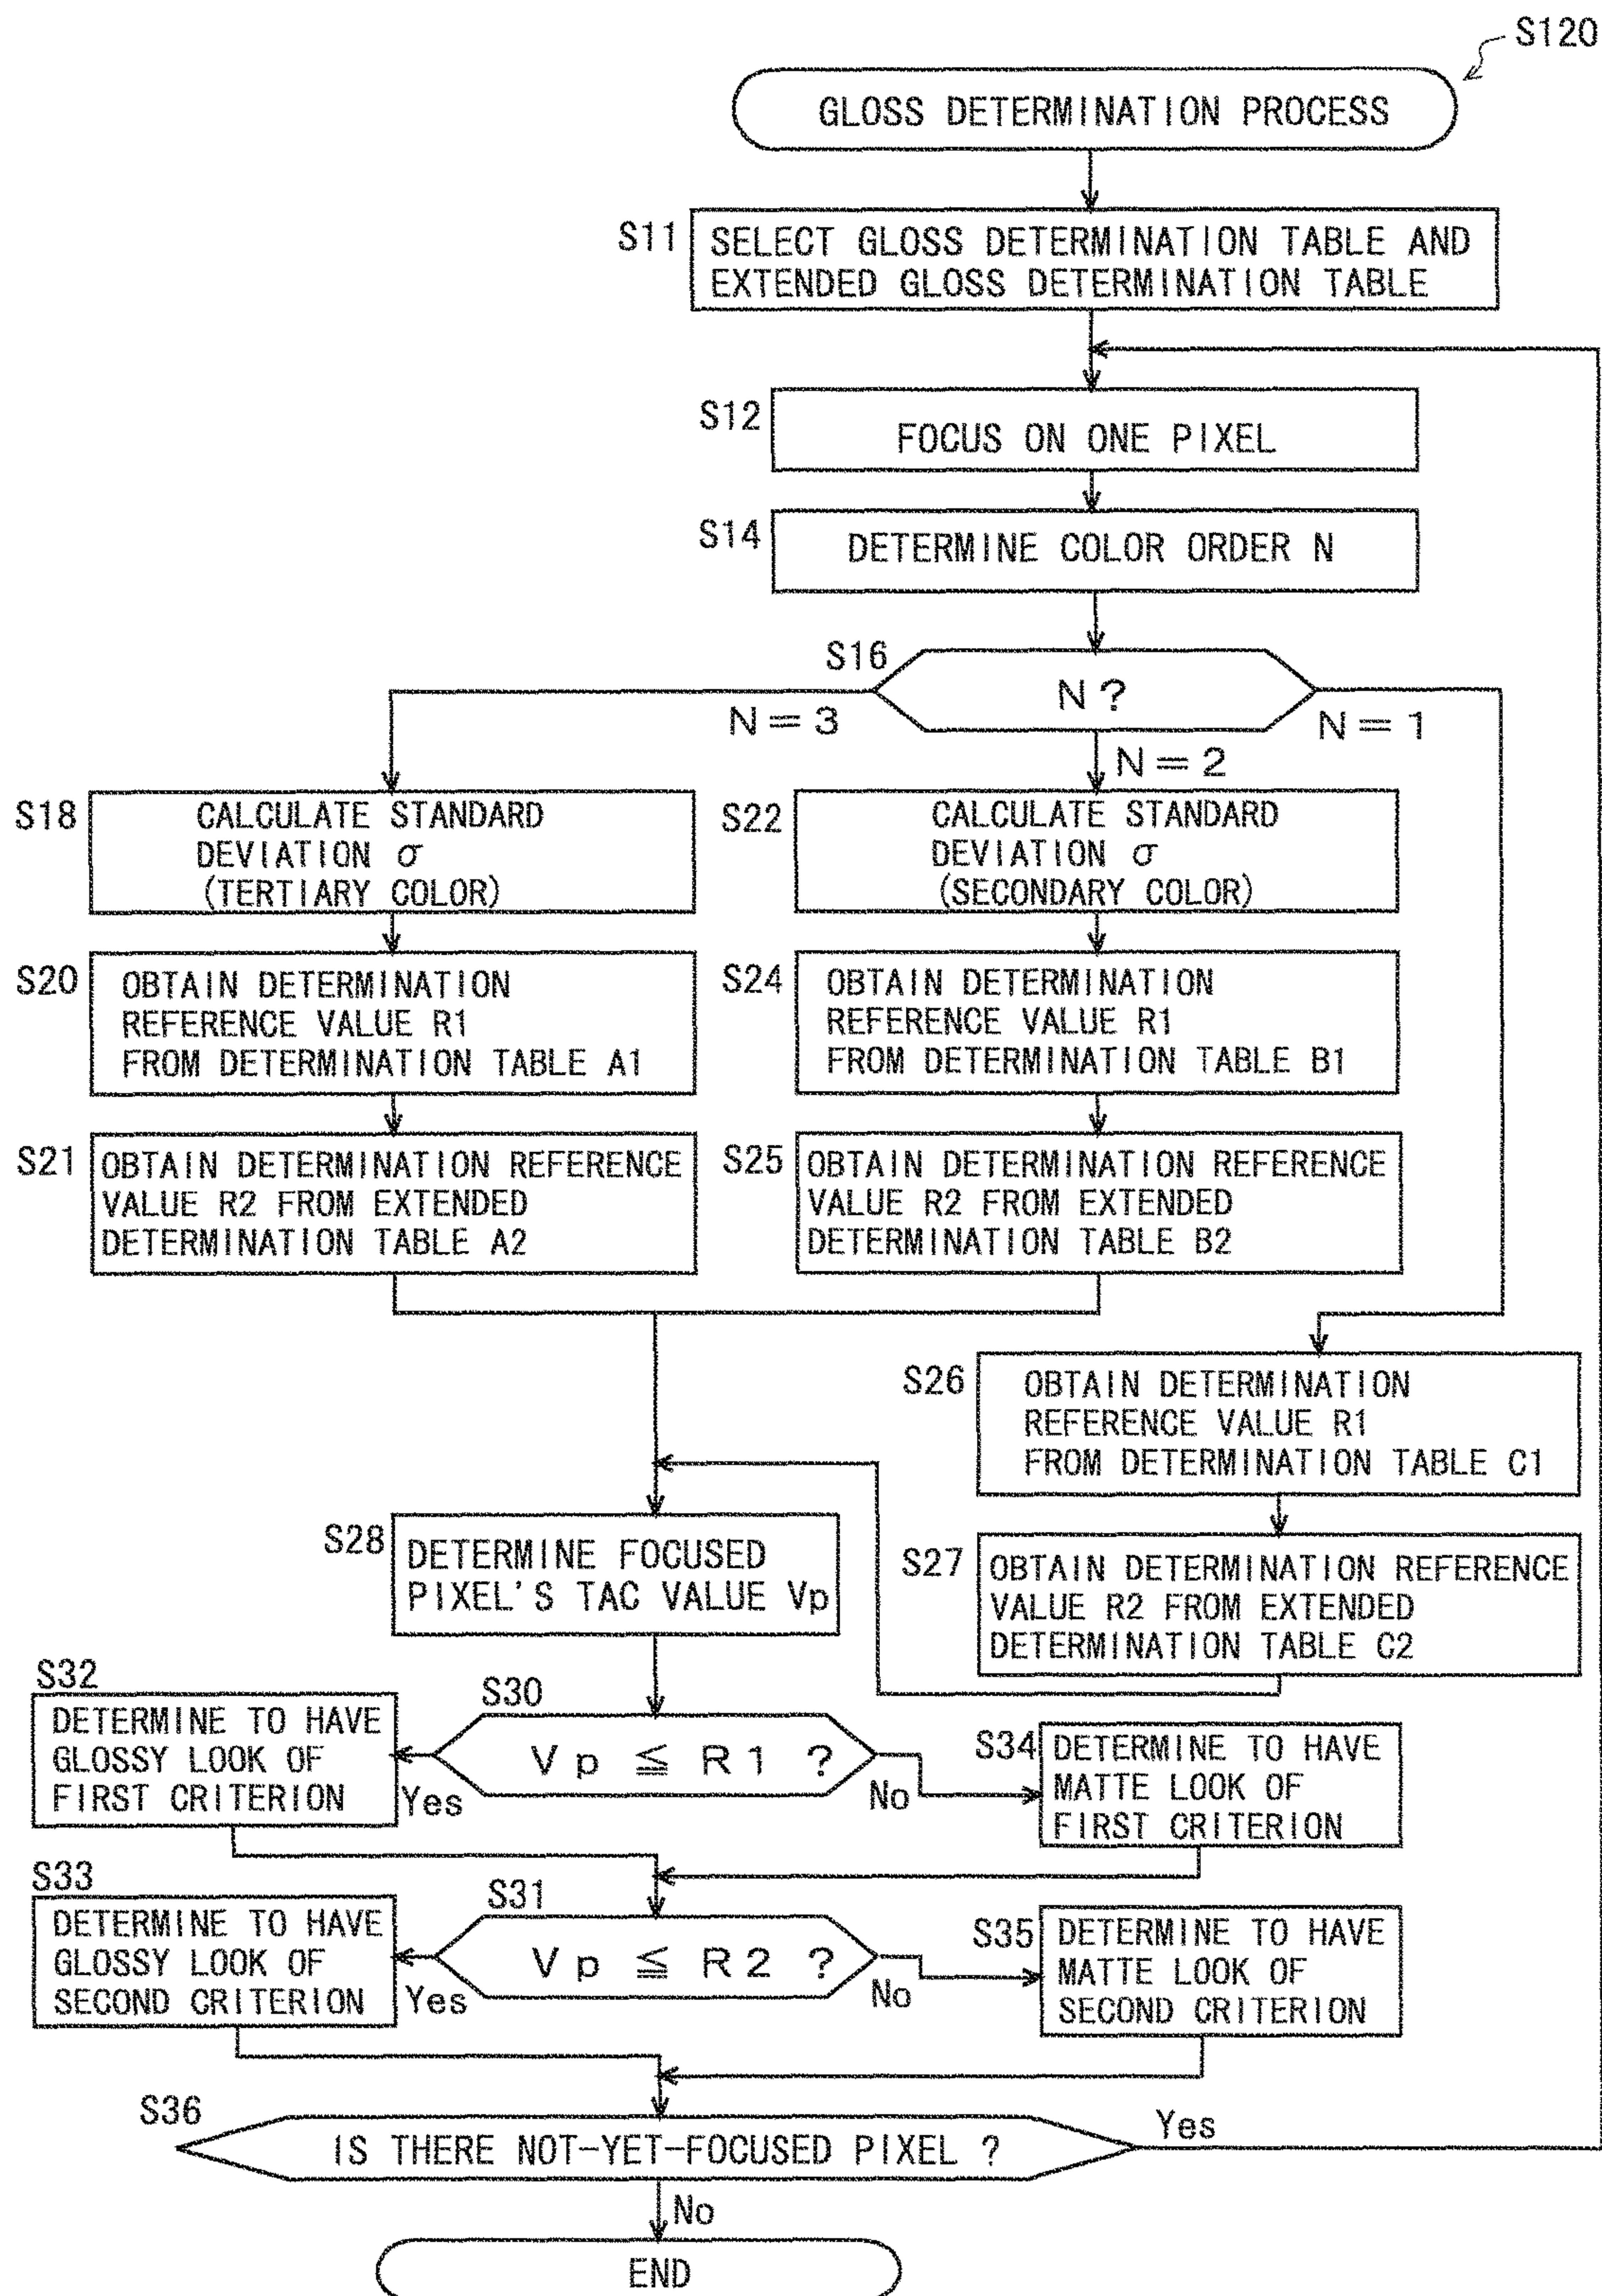 S120
GLOSS DETERMINATION PROCESS
S11
SELECT GLOSS DETERMINATION TABLE AND
EXTENDED GLOSS DETERMINATION TABLE
S12
FOCUS ON ONE PIXEL
S14
DETERMINE COLOR ORDER N
S16
N?
N=3
N=2
N=1
S18
CALCULATE STANDARD
DEVIATION σ
(TERTIARY COLOR)
S22
CALCULATE STANDARD
DEVIATION σ
(SECONDARY COLOR)
S20
OBTAIN DETERMINATION
REFERENCE VALUE R1
FROM DETERMINATION TABLE A1
S24
OBTAIN DETERMINATION
REFERENCE VALUE R1
FROM DETERMINATION TABLE B1
S21
OBTAIN DETERMINATION REFERENCE
VALUE R2 FROM EXTENDED
DETERMINATION TABLE A2
S25
OBTAIN DETERMINATION REFERENCE
VALUE R2 FROM EXTENDED
DETERMINATION TABLE B2
S26
OBTAIN DETERMINATION
REFERENCE VALUE R1
FROM DETERMINATION TABLE C1
S27
OBTAIN DETERMINATION REFERENCE
VALUE R2 FROM EXTENDED
DETERMINATION TABLE C2
S28
DETERMINE FOCUSED
PIXEL'S TAC VALUE Vp
S30
Vp ≦ R1 ?
Yes
No
S32
DETERMINE TO HAVE
GLOSSY LOOK OF
FIRST CRITERION
S34
DETERMINE TO HAVE
MATTE LOOK OF
FIRST CRITERION
S31
Vp ≦ R2 ?
Yes
No
S33
DETERMINE TO HAVE
GLOSSY LOOK OF
SECOND CRITERION
S35
DETERMINE TO HAVE
MATTE LOOK OF
SECOND CRITERION
S36
IS THERE NOT-YET-FOCUSED PIXEL ?
Yes
No
END